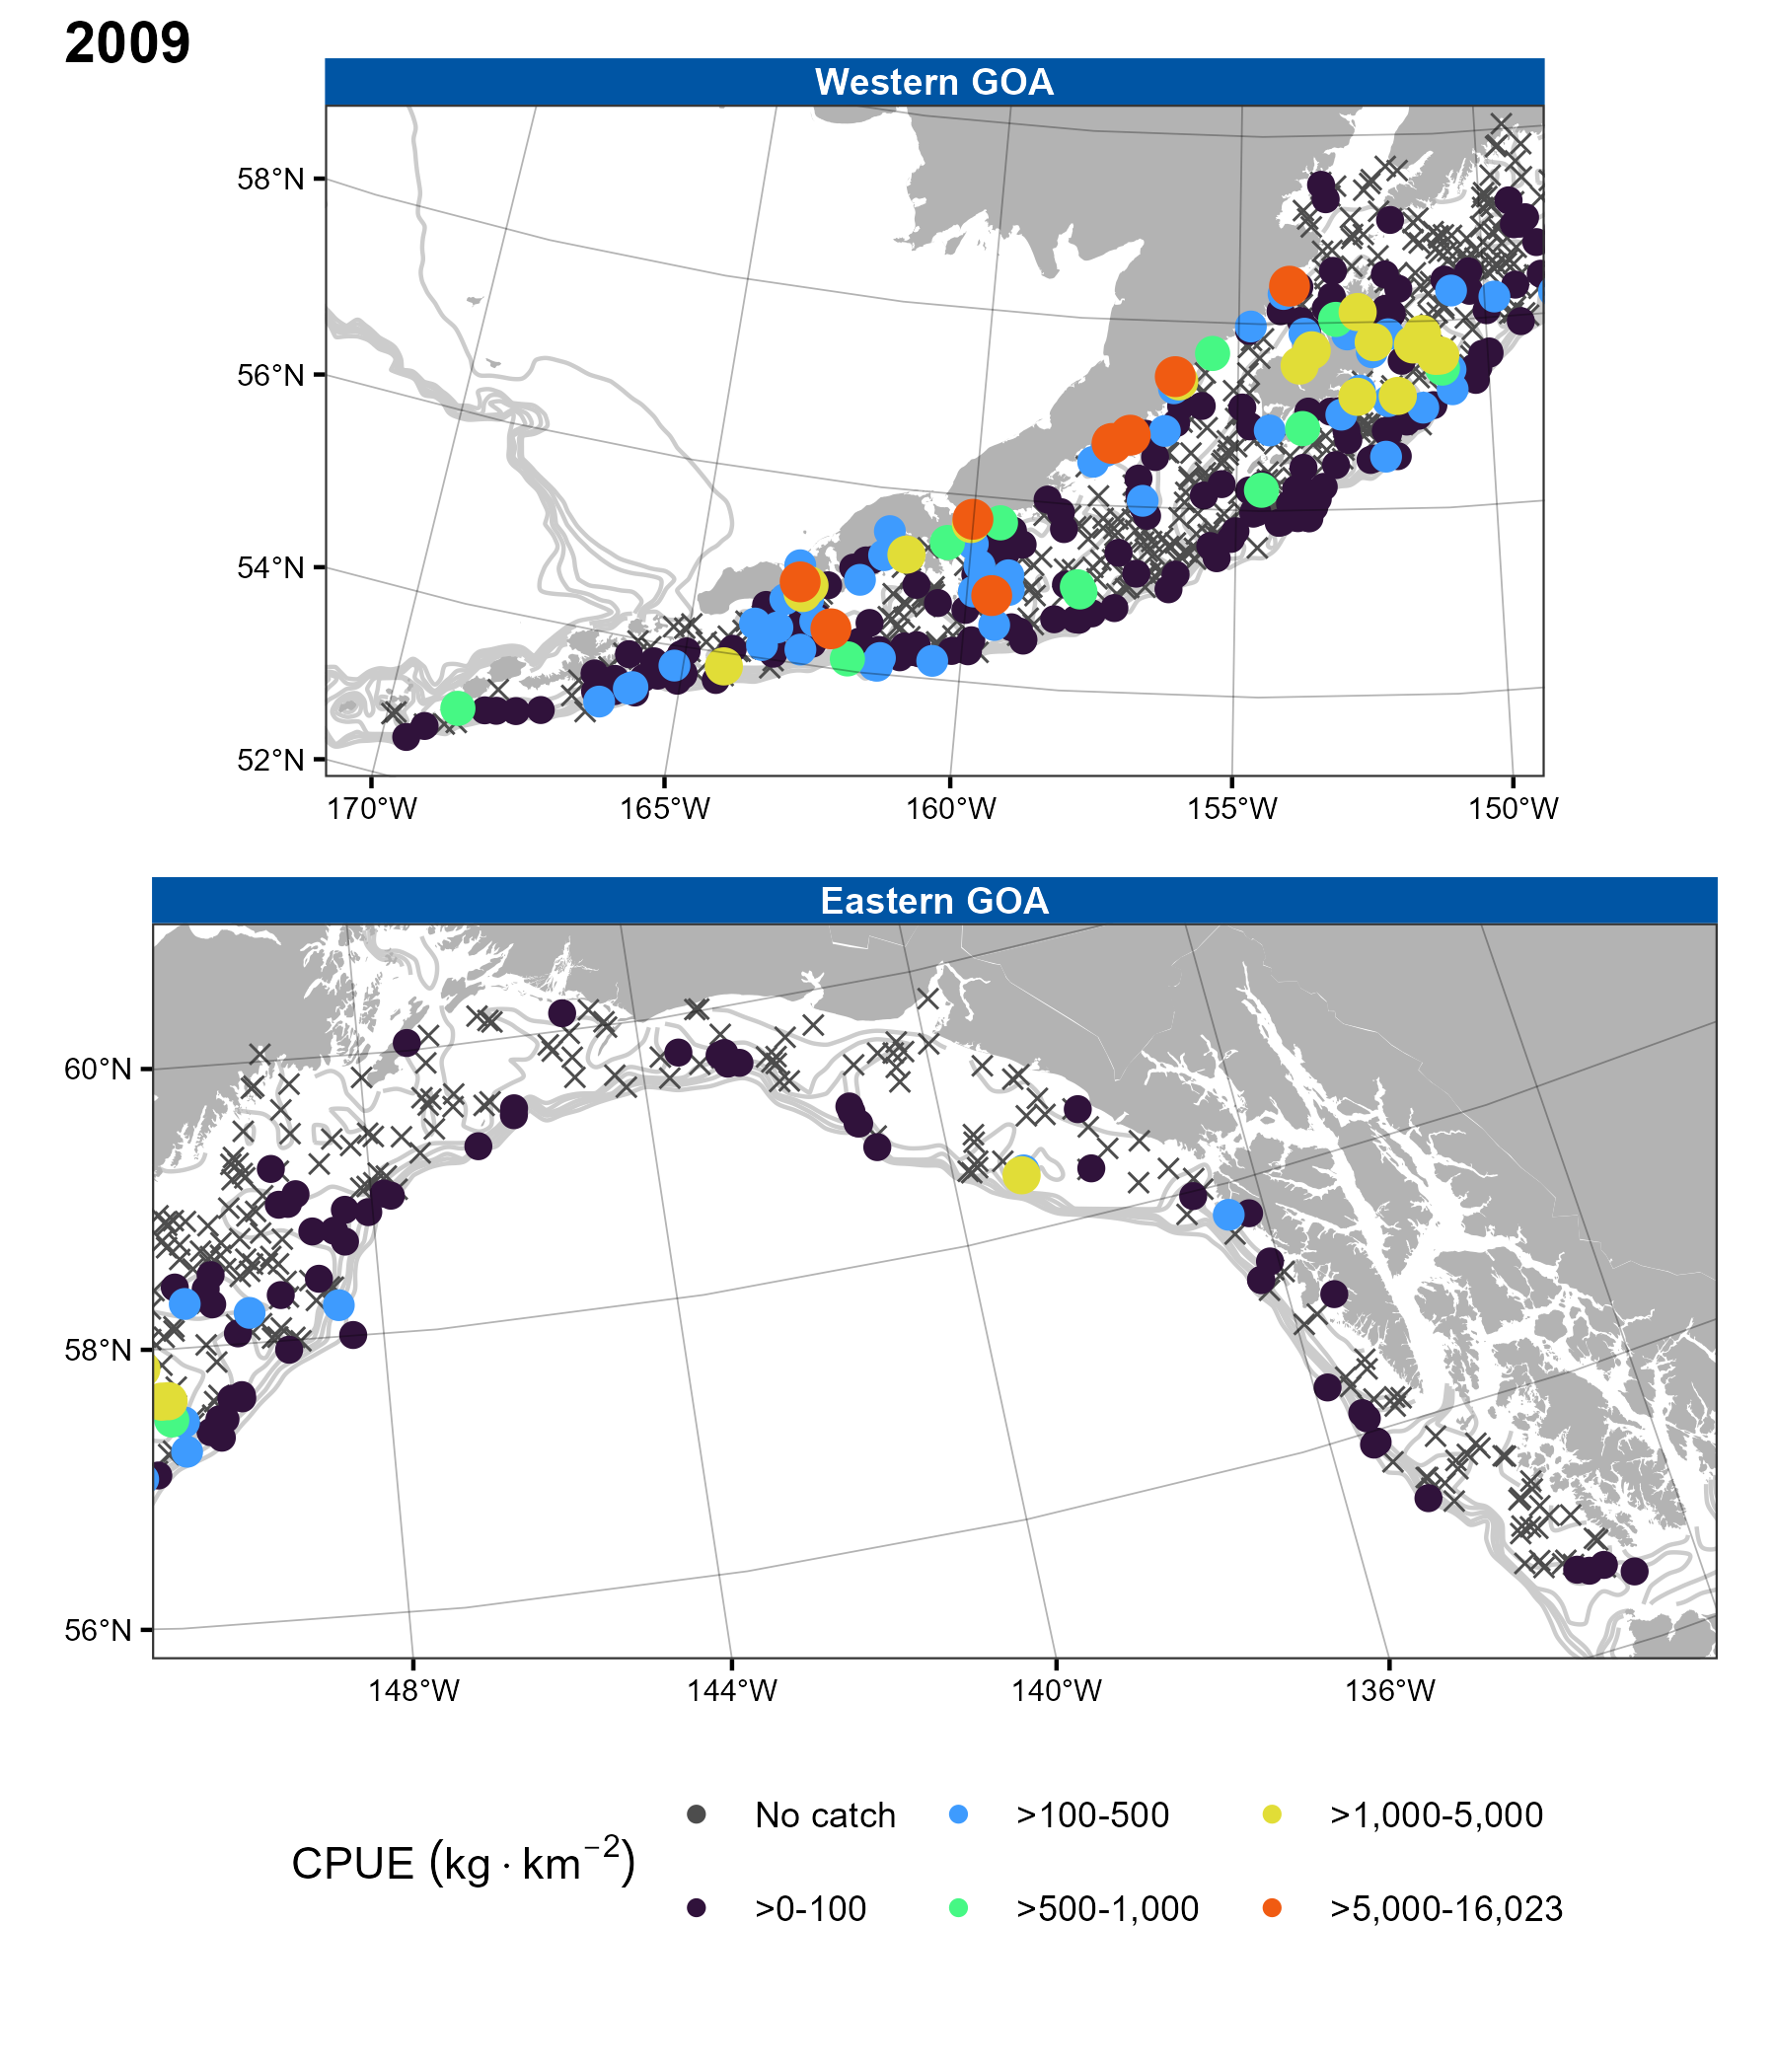 2009
Western GOA
58°N
56°N
54°N
52°N
170°W 165°W 160°W 155°W 150°W
Eastern GOA
60°N
58°N
56°N
148°W 144°W 140°W 136°W
CPUE (kg · km⁻²)
No catch >100-500 >1,000-5,000
>0-100 >500-1,000 >5,000-16,023